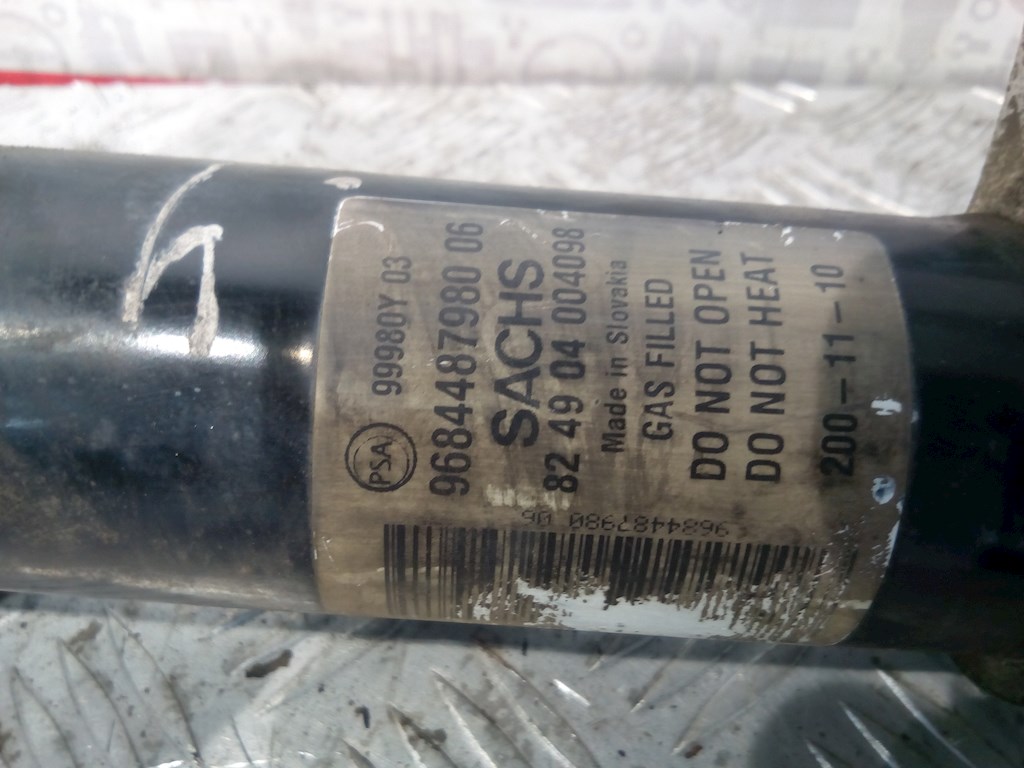 PSA 99980Y 03
9684487980 06
SACHS
82 49 04 004098
Made in Slovakia
GAS FILLED
DO NOT OPEN
DO NOT HEAT
200-11-10
9684487980 06